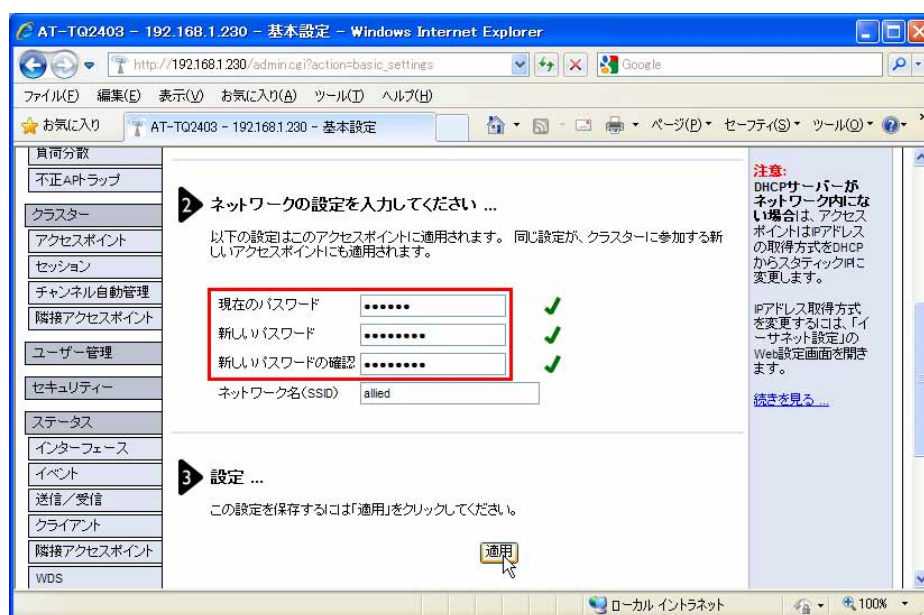 AT-TQ2403 - 192.168.1.230 - 基本設定 - Windows Internet Explorer
http://192.168.1.230/admin.cgi?action=basic_settings
Google
ファイル(F) 編集(E) 表示(V) お気に入り(A) ツール(T) ヘルプ(H)
お気に入り AT-TQ2403 - 192.168.1.230 - 基本設定 ページ(P) セーフティ(S) ツール(O)
負荷分散
不正APトラップ
クラスター
アクセスポイント
セッション
チャンネル自動管理
隣接アクセスポイント
ユーザー管理
セキュリティー
ステータス
インターフェース
イベント
送信/受信
クライアント
隣接アクセスポイント
WDS
2 ネットワークの設定を入力してください ...
以下の設定はこのアクセスポイントに適用されます。 同じ設定が、クラスターに参加する新
しいアクセスポイントにも適用されます。
現在のパスワード ●●●●●●
新しいパスワード ●●●●●●●●
新しいパスワードの確認 ●●●●●●●●
ネットワーク名(SSID) allied
3 設定 ...
この設定を保存するには「適用」をクリックしてください。
適用
注意:
DHCPサーバーが
ネットワーク内にな
い場合は、アクセス
ポイントはIPアドレス
の取得方式をDHCP
からスタティックIPに
変更します。
IPアドレス取得方式
を変更するには、「イ
ーサネット設定」の
Web設定画面を開き
ます。
続きを見る ...
ローカル イントラネット 100%